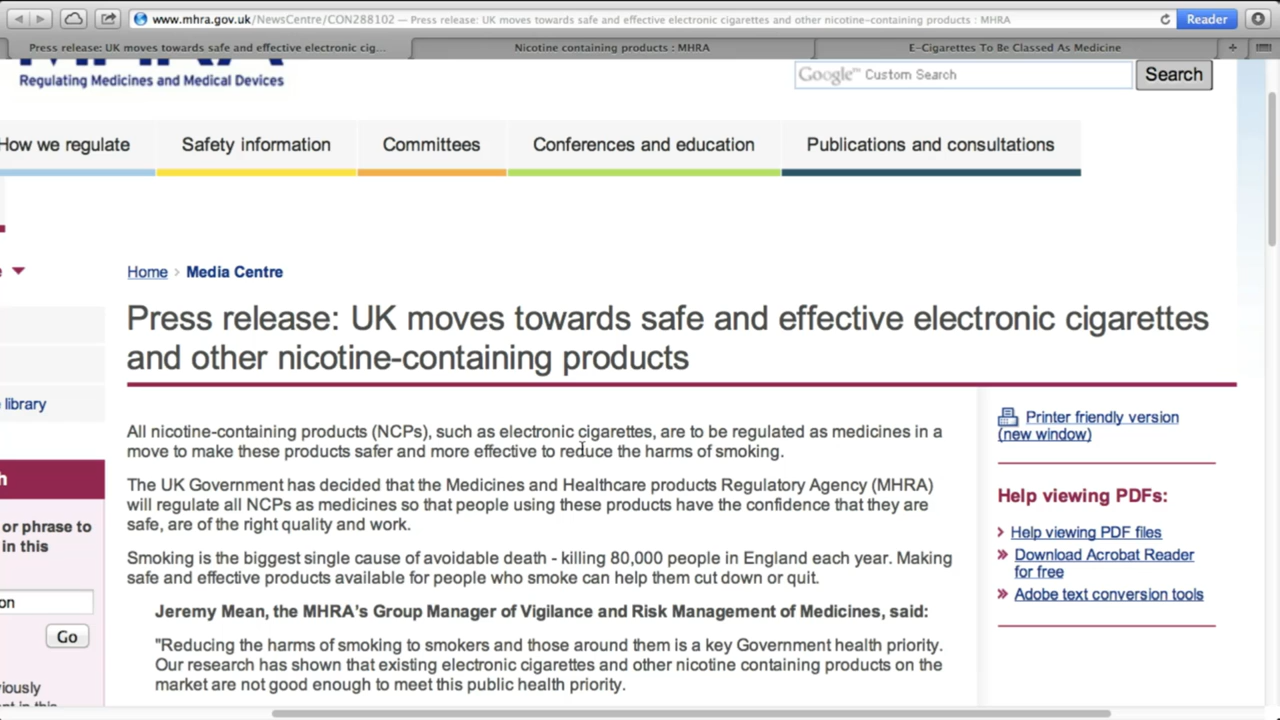 www.mhra.gov.uk/NewsCentre/CON288102 — Press release: UK moves towards safe and effective electronic cigarettes and other nicotine-containing products : MHRA
Reader
Press release: UK moves towards safe and effective electronic cig...
Nicotine containing products : MHRA
E-Cigarettes To Be Classed As Medicine
Regulating Medicines and Medical Devices
Google™ Custom Search
Search
How we regulate
Safety information
Committees
Conferences and education
Publications and consultations
Home › Media Centre
Press release: UK moves towards safe and effective electronic cigarettes
and other nicotine-containing products
library
or phrase to
in this
on
Go
viously
All nicotine-containing products (NCPs), such as electronic cigarettes, are to be regulated as medicines in a
move to make these products safer and more effective to reduce the harms of smoking.
The UK Government has decided that the Medicines and Healthcare products Regulatory Agency (MHRA)
will regulate all NCPs as medicines so that people using these products have the confidence that they are
safe, are of the right quality and work.
Smoking is the biggest single cause of avoidable death - killing 80,000 people in England each year. Making
safe and effective products available for people who smoke can help them cut down or quit.
Jeremy Mean, the MHRA's Group Manager of Vigilance and Risk Management of Medicines, said:
"Reducing the harms of smoking to smokers and those around them is a key Government health priority.
Our research has shown that existing electronic cigarettes and other nicotine containing products on the
market are not good enough to meet this public health priority.
Printer friendly version
(new window)
Help viewing PDFs:
Help viewing PDF files
Download Acrobat Reader
for free
Adobe text conversion tools